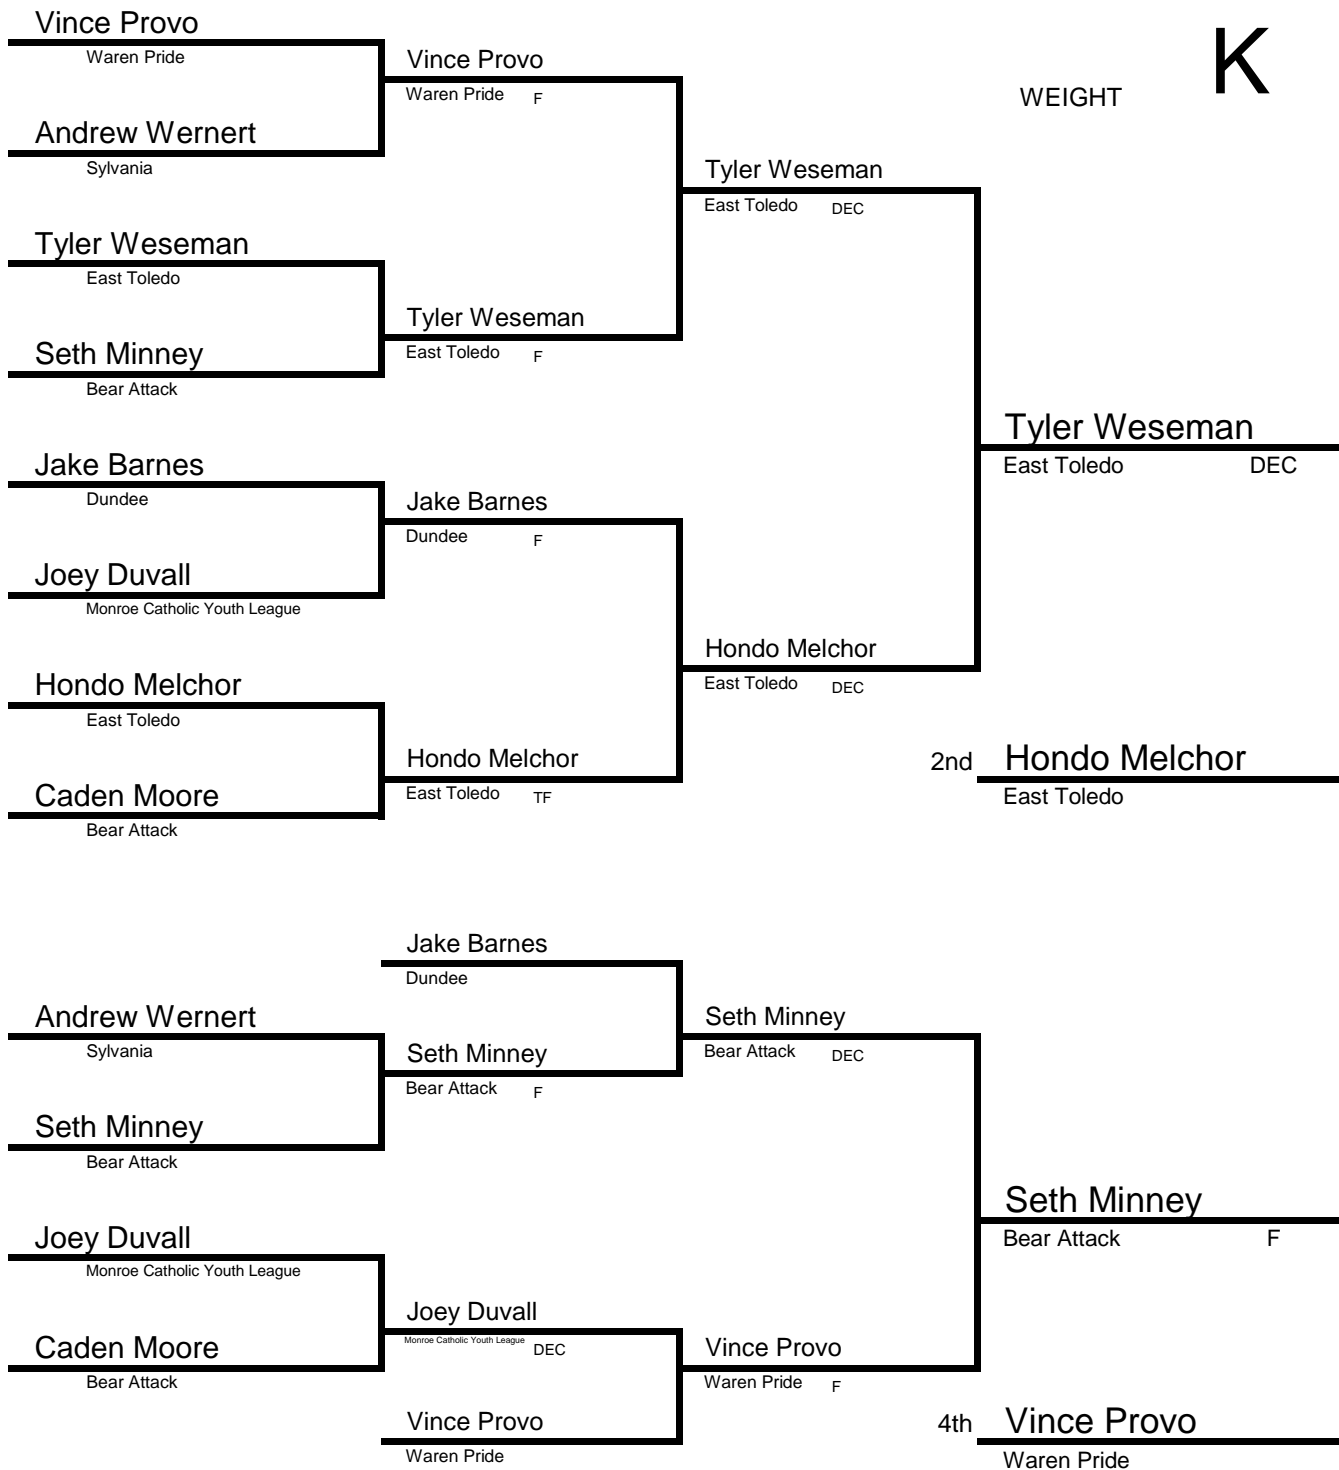 Vince Provo
Waren Pride
Vince Provo
Waren Pride F
K
WEIGHT
Andrew Wernert
Sylvania
Tyler Weseman
East Toledo DEC
Tyler Weseman
East Toledo
Tyler Weseman
East Toledo F
Seth Minney
Bear Attack
Tyler Weseman
East Toledo DEC
Jake Barnes
Dundee
Jake Barnes
Dundee F
Joey Duvall
Monroe Catholic Youth League
Hondo Melchor
East Toledo DEC
Hondo Melchor
East Toledo
Hondo Melchor
East Toledo TF
2nd Hondo Melchor
East Toledo
Caden Moore
Bear Attack
Jake Barnes
Dundee
Andrew Wernert
Sylvania
Seth Minney
Bear Attack DEC
Seth Minney
Bear Attack F
Seth Minney
Bear Attack
Seth Minney
Bear Attack F
Joey Duvall
Monroe Catholic Youth League
Joey Duvall
Monroe Catholic Youth League DEC
Caden Moore
Bear Attack
Vince Provo
Waren Pride F
Vince Provo
Waren Pride
4th Vince Provo
Waren Pride